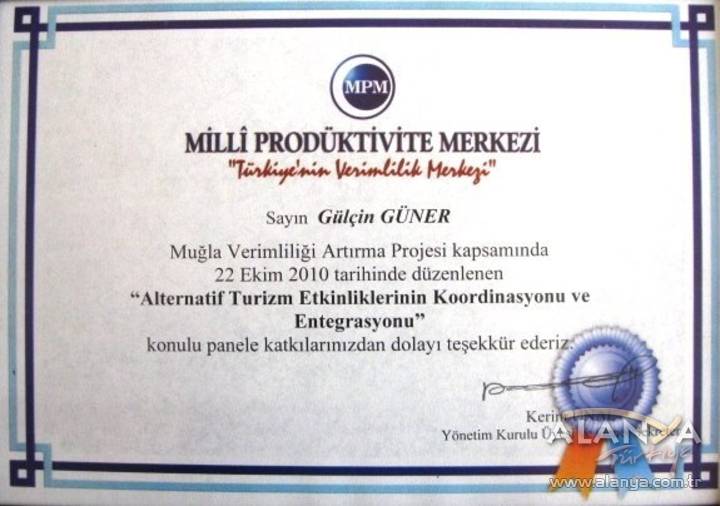 MPM
MİLLÎ PRODÜKTİVİTE MERKEZİ
"Türkiye'nin Verimlilik Merkezi"
Sayın Gülçin GÜNER
Muğla Verimliliği Artırma Projesi kapsamında
22 Ekim 2010 tarihinde düzenlenen
“Alternatif Turizm Etkinliklerinin Koordinasyonu ve
Entegrasyonu”
konulu panele katkılarınızdan dolayı teşekkür ederiz.
Yönetim Kurulu
ALANYA
türkiye
www.alanya.com.tr